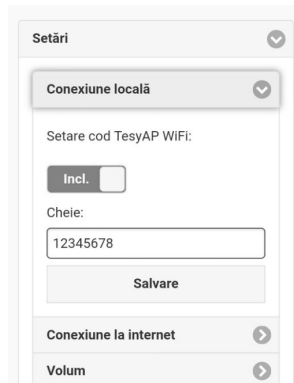 Setări
Conexiune locală
Setare cod TesyAP WiFi:
Incl.
Cheie:
12345678
Salvare
Conexiune la internet
Volum